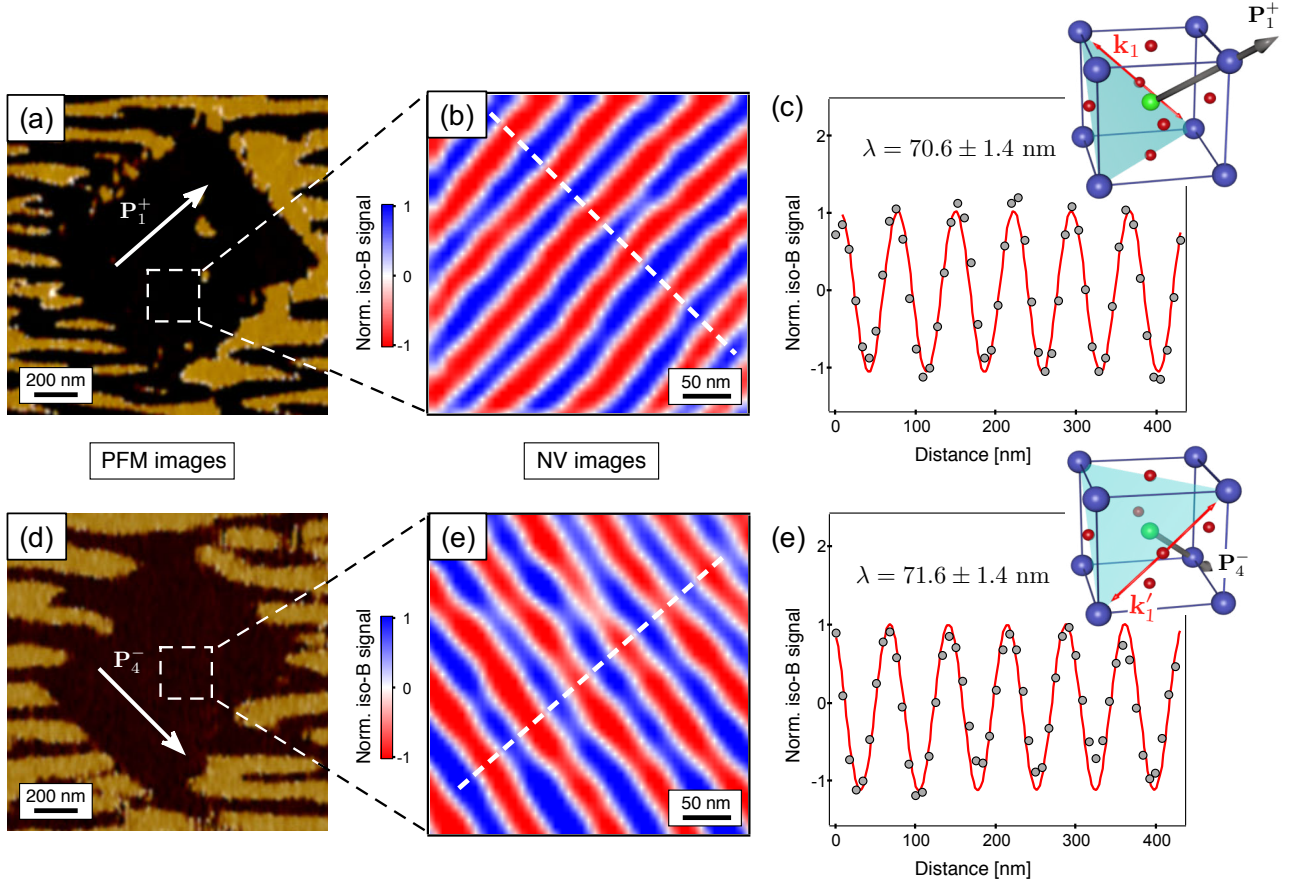 (a)
P₁⁺
200 nm
PFM images
(b)
Norm. iso-B signal
1
0
-1
50 nm
NV images
(c)
λ = 70.6 ± 1.4 nm
P₁⁺
k₁
Norm. iso-B signal
2
1
0
-1
0 100 200 300 400
Distance [nm]
(d)
P₄⁻
200 nm
(e)
Norm. iso-B signal
1
0
-1
50 nm
(e)
λ = 71.6 ± 1.4 nm
P₄⁻
k₁′
Norm. iso-B signal
2
1
0
-1
0 100 200 300 400
Distance [nm]